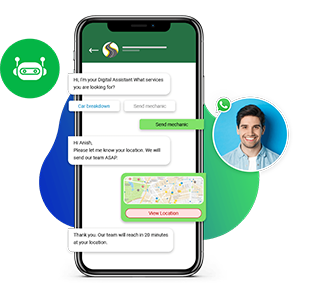 Hi, I'm your Digital Assistant What services
you are looking for?
Car breakdown
Send mechanic
Send mechanic
Hi Anish,
Please let me know your location. We will
send our team ASAP.
View Location
Thank you. Our team will reach in 20 minutes
at your location.